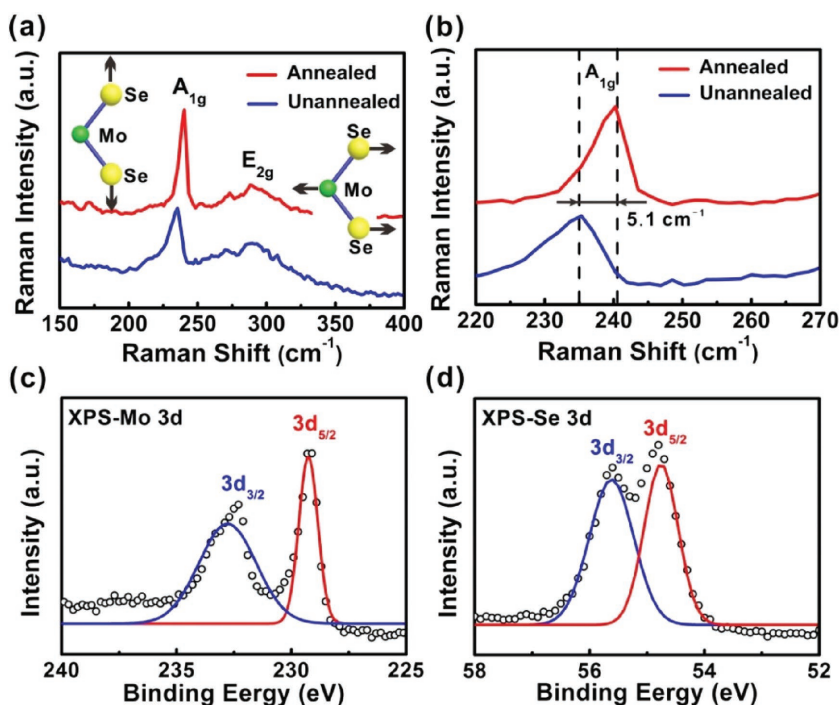 (a)
Raman Intensity (a.u.)
Se
Mo
Se
A1g
Annealed
Unannealed
E2g
Se
Mo
Se
150 200 250 300 350 400
Raman Shift (cm⁻¹)
(b)
Raman Intensity (a.u.)
A1g
Annealed
Unannealed
5.1 cm⁻¹
220 230 240 250 260 270
Raman Shift (cm⁻¹)
(c)
Intensity (a.u.)
XPS-Mo 3d
3d5/2
3d3/2
240 235 230 225
Binding Eergy (eV)
(d)
Intensity (a.u.)
XPS-Se 3d
3d3/2
3d5/2
58 56 54 52
Binding Eergy (eV)